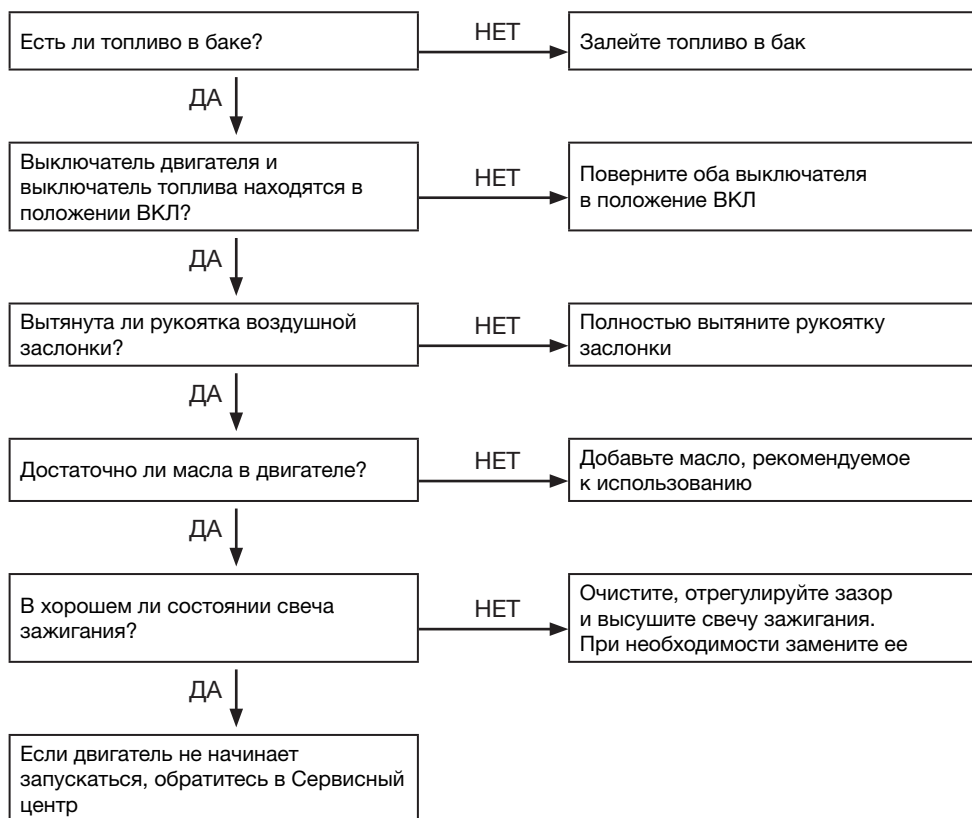 Есть ли топливо в баке?
НЕТ
Залейте топливо в бак
ДА
Выключатель двигателя и
выключатель топлива находятся в
положении ВКЛ?
НЕТ
Поверните оба выключателя
в положение ВКЛ
ДА
Вытянута ли рукоятка воздушной
заслонки?
НЕТ
Полностью вытяните рукоятку
заслонки
ДА
Достаточно ли масла в двигателе?
НЕТ
Добавьте масло, рекомендуемое
к использованию
ДА
В хорошем ли состоянии свеча
зажигания?
НЕТ
Очистите, отрегулируйте зазор
и высушите свечу зажигания.
При необходимости замените ее
ДА
Если двигатель не начинает
запускаться, обратитесь в Сервисный
центр